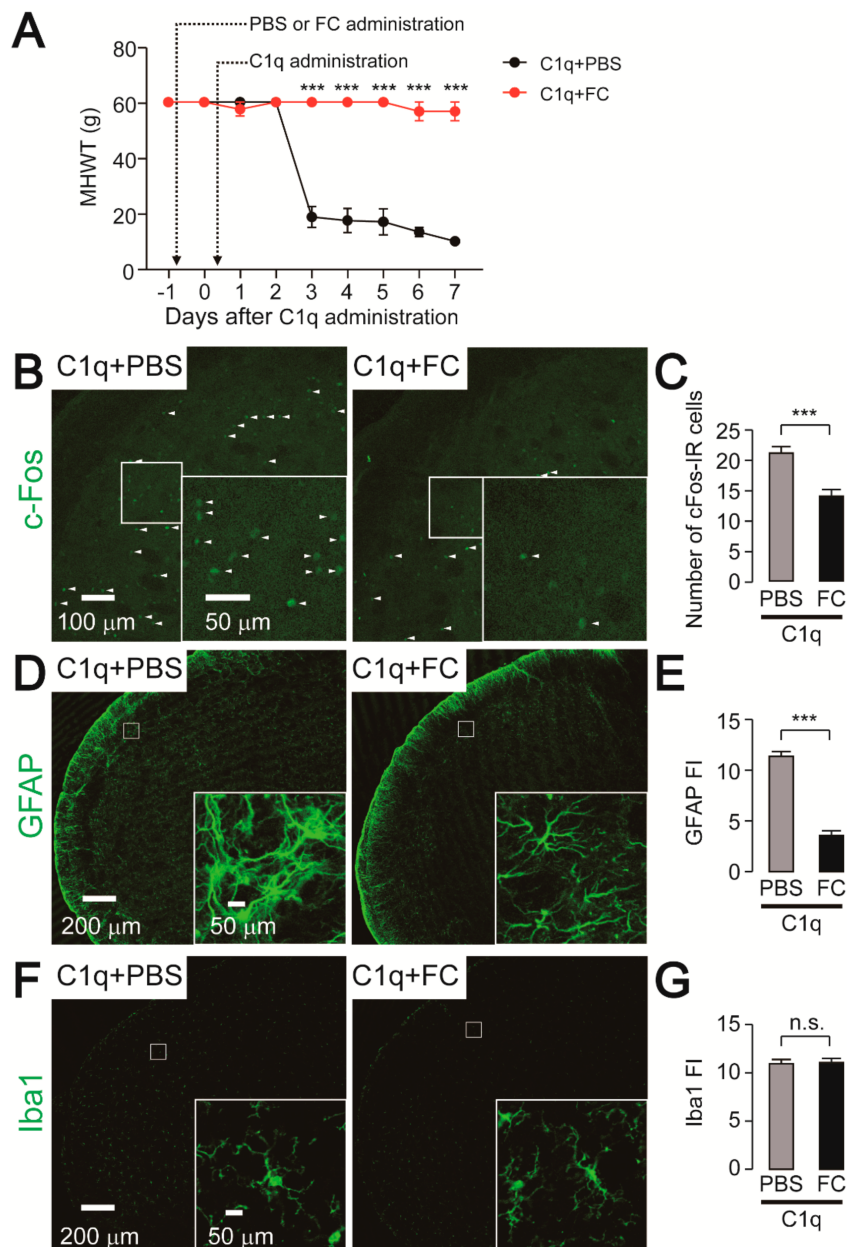 A
PBS or FC administration
C1q administration
80
60
40
20
0
MHWT (g)
*** *** *** *** ***
C1q+PBS
C1q+FC
-1 0 1 2 3 4 5 6 7
Days after C1q administration
B
C1q+PBS
C1q+FC
c-Fos
100 μm
50 μm
C
Number of cFos-IR cells
25
20
15
10
5
0
***
PBS FC
C1q
D
C1q+PBS
C1q+FC
GFAP
200 μm
50 μm
E
GFAP FI
15
10
5
0
***
PBS FC
C1q
F
C1q+PBS
C1q+FC
Iba1
200 μm
50 μm
G
Iba1 FI
15
10
5
0
n.s.
PBS FC
C1q